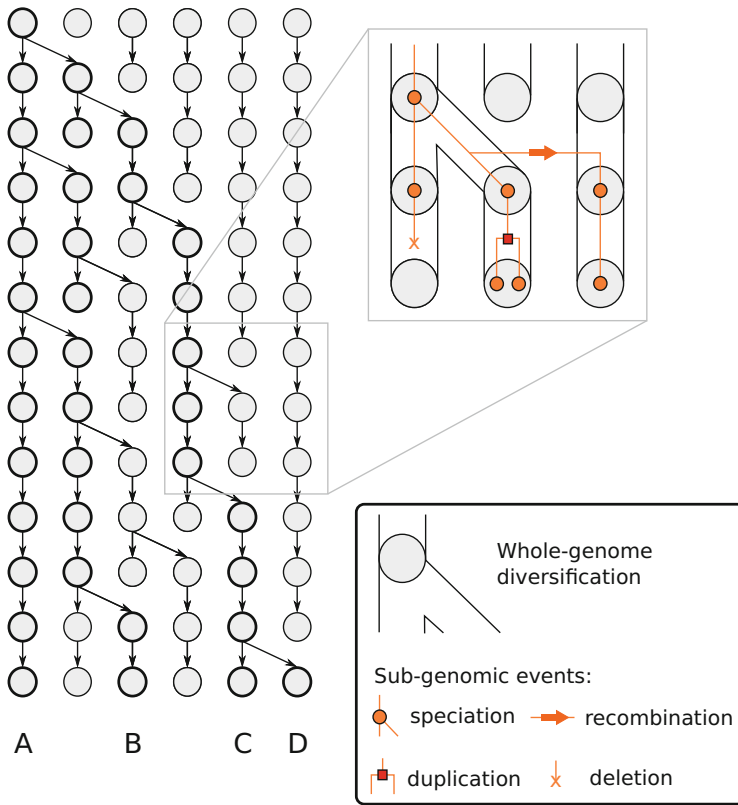 A B C D
Whole-genome
diversification
Sub-genomic events:
speciation recombination
duplication deletion